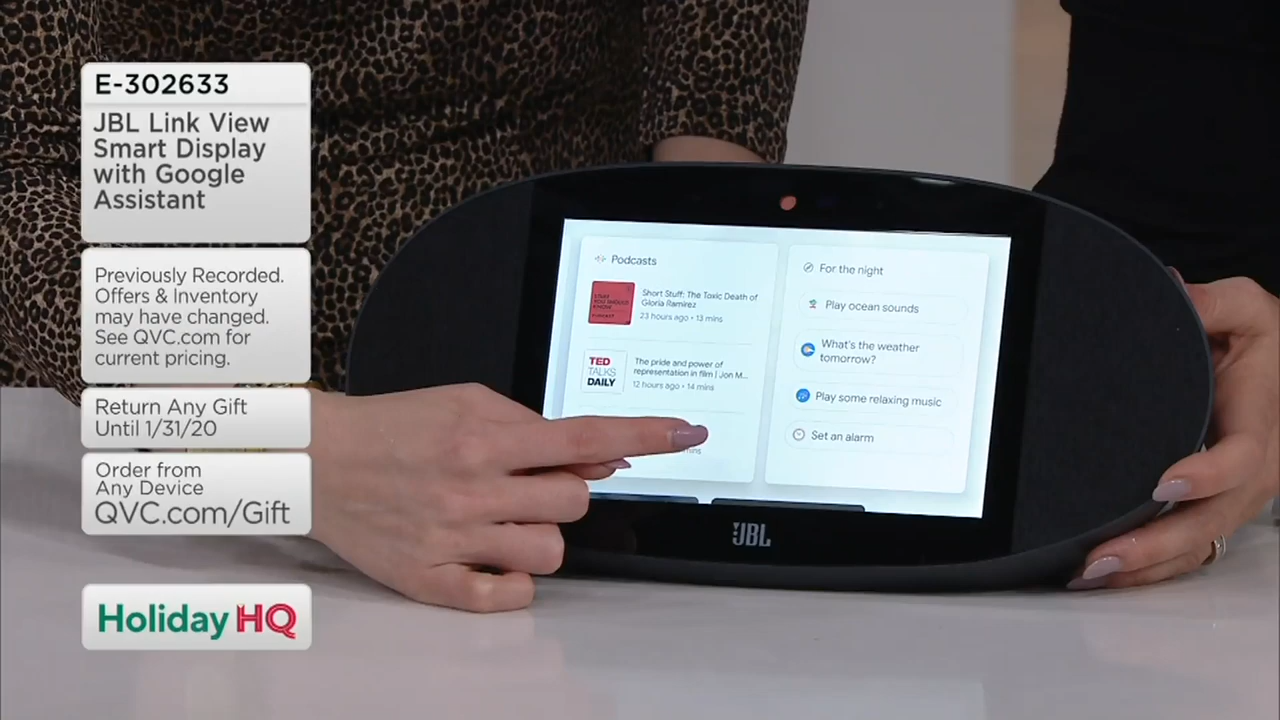 E-302633
JBL Link View
Smart Display
with Google
Assistant
Previously Recorded.
Offers & Inventory
may have changed.
See QVC.com for
current pricing.
Return Any Gift
Until 1/31/20
Order from
Any Device
QVC.com/Gift
Holiday HQ
Podcasts
Short Stuff: The Toxic Death of
Gloria Ramirez
23 hours ago • 13 mins
TED
TALKS
DAILY
The pride and power of
representation in film | Jon M...
12 hours ago • 14 mins
mins
For the night
Play ocean sounds
What's the weather
tomorrow?
Play some relaxing music
Set an alarm
JBL